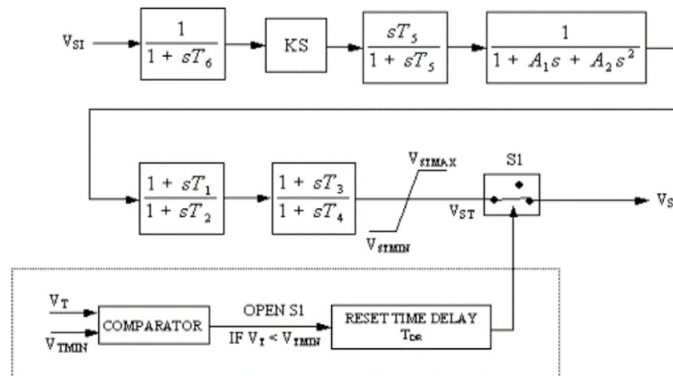 V_SI
1
1 + sT_6
KS
sT_5
1 + sT_5
1
1 + A_1s + A_2s^2
1 + sT_1
1 + sT_2
1 + sT_3
1 + sT_4
V_STMAX
V_STMIN
V_ST
S1
V_S
V_T
V_TMIN
COMPARATOR
OPEN S1
IF V_T < V_TMIN
RESET TIME DELAY
T_DR